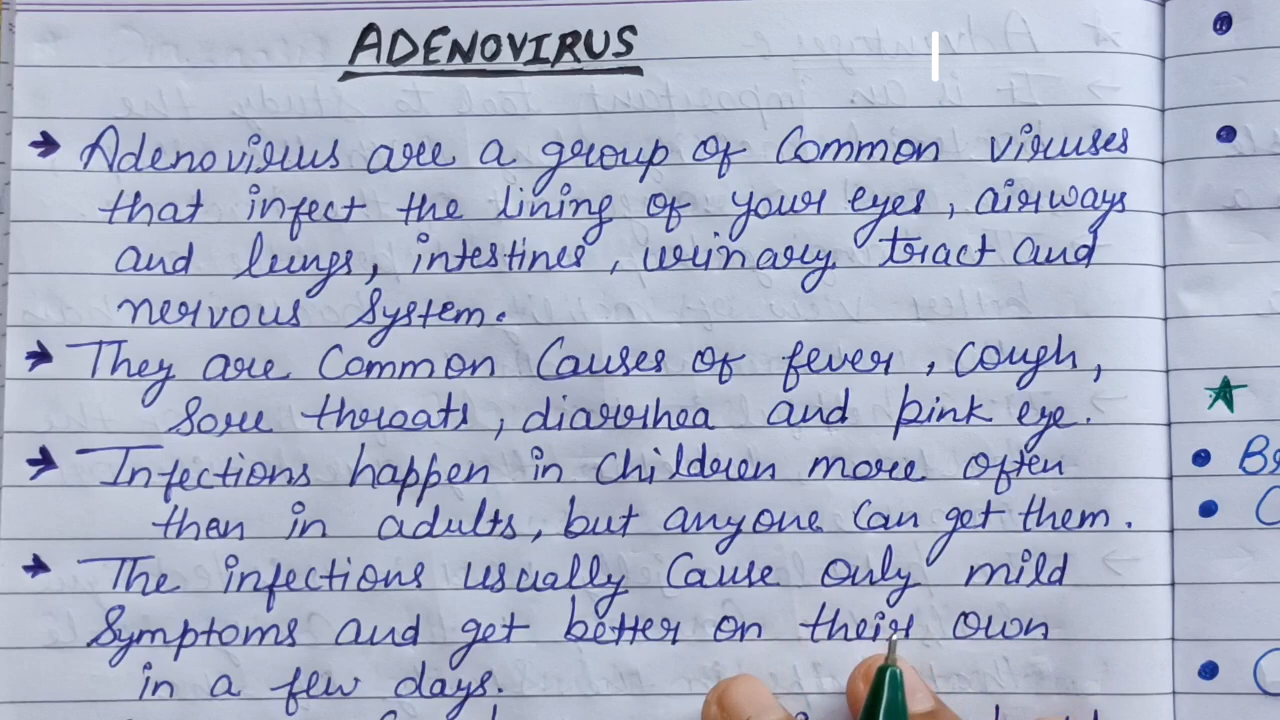 ADENOVIRUS
→ Adenovirus are a group of Common viruses
that infect the lining of your eyes, airways
and lungs, intestines, urinary tract and
nervous System.
→ They are Common Causes of fever, Cough,
Sore throats, diarrhea and pink eye.
→ Infections happen in Children more often
than in adults, but anyone Can get them.
→ The infections usually Cause only mild
Symptoms and get better on their own
in a few days.